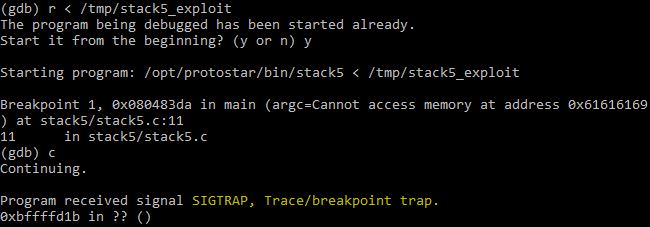 (gdb) r < /tmp/stack5_exploit
The program being debugged has been started already.
Start it from the beginning? (y or n) y
Starting program: /opt/protostar/bin/stack5 < /tmp/stack5_exploit
Breakpoint 1, 0x080483da in main (argc=Cannot access memory at address 0x61616169
) at stack5/stack5.c:11
11      in stack5/stack5.c
(gdb) c
Continuing.
Program received signal SIGTRAP, Trace/breakpoint trap.
0xbffffd1b in ?? ()